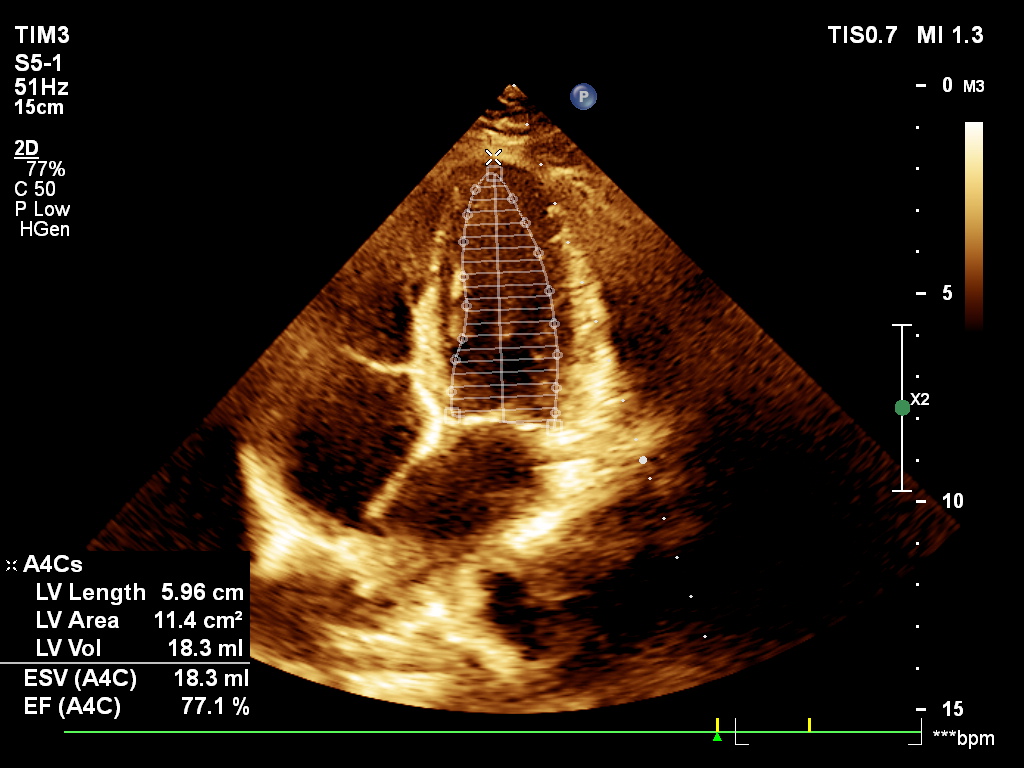 TIM3
S5-1
51Hz
15cm
2D
77%
C 50
P Low
HGen
TIS0.7 MI 1.3
P
0 M3
5
X2
10
15
***bpm
A4Cs
LV Length 5.96 cm
LV Area 11.4 cm²
LV Vol 18.3 ml
ESV (A4C) 18.3 ml
EF (A4C) 77.1 %